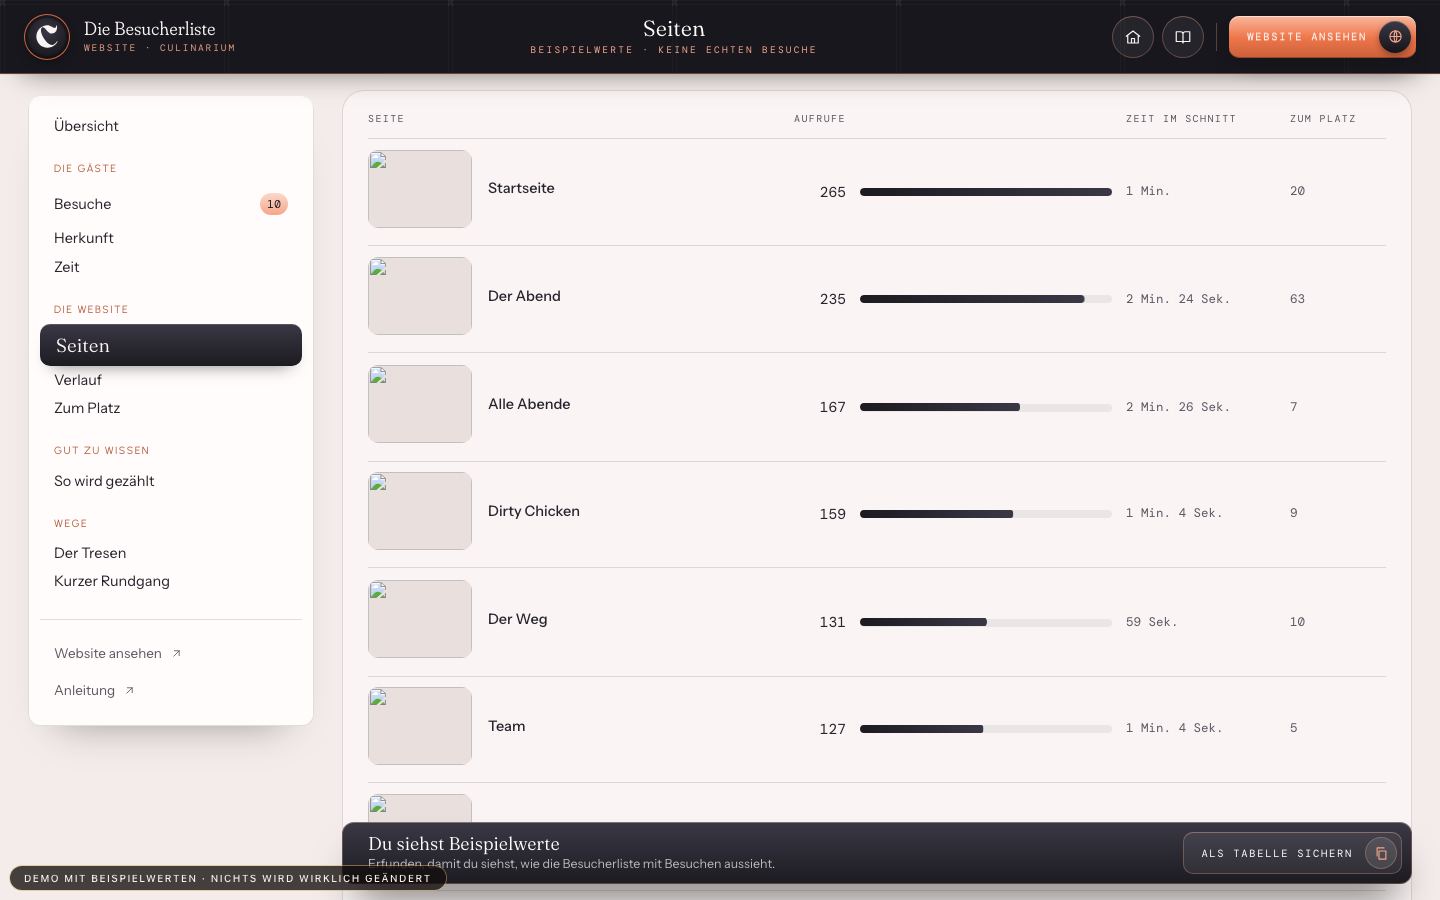 Die Besucherliste
WEBSITE · CULINARIUM
Seiten
BEISPIELWERTE · KEINE ECHTEN BESUCHE
WEBSITE ANSEHEN
Übersicht
DIE GÄSTE
Besuche 10
Herkunft
Zeit
DIE WEBSITE
Seiten
Verlauf
Zum Platz
GUT ZU WISSEN
So wird gezählt
WEGE
Der Tresen
Kurzer Rundgang
Website ansehen
Anleitung
SEITE AUFRUFE ZEIT IM SCHNITT ZUM PLATZ
Startseite 265 1 Min. 20
Der Abend 235 2 Min. 24 Sek. 63
Alle Abende 167 2 Min. 26 Sek. 7
Dirty Chicken 159 1 Min. 4 Sek. 9
Der Weg 131 59 Sek. 10
Team 127 1 Min. 4 Sek. 5
Du siehst Beispielwerte
Erfunden, damit du siehst, wie die Besucherliste mit Besuchen aussieht.
ALS TABELLE SICHERN
DEMO MIT BEISPIELWERTEN · NICHTS WIRD WIRKLICH GEÄNDERT